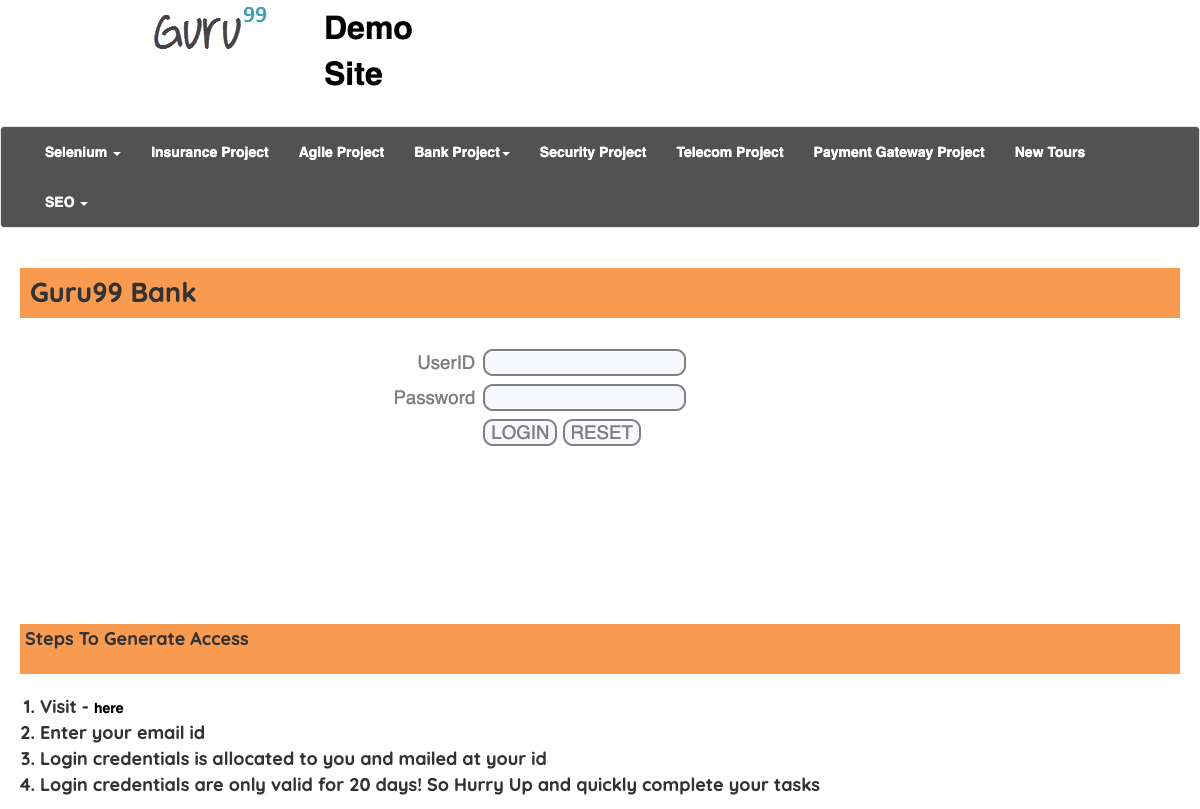 Guru99
Demo
Site
Selenium Insurance Project Agile Project Bank Project Security Project Telecom Project Payment Gateway Project New Tours
SEO
Guru99 Bank
UserID
Password
LOGIN RESET
Steps To Generate Access
1. Visit - here
2. Enter your email id
3. Login credentials is allocated to you and mailed at your id
4. Login credentials are only valid for 20 days! So Hurry Up and quickly complete your tasks